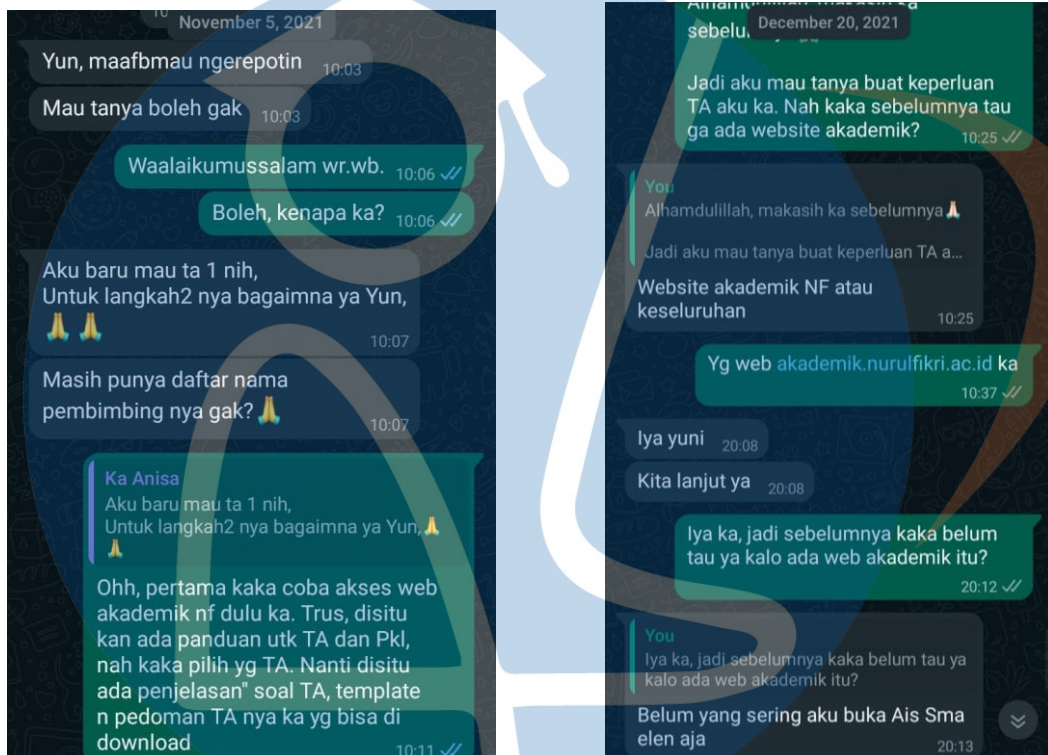 November 5, 2021
Yun, maafbmau ngerepotin 10:03
Mau tanya boleh gak 10:03
Waalaikumussalam wr.wb. 10:06
Boleh, kenapa ka? 10:06
Aku baru mau ta 1 nih,
Untuk langkah2 nya bagaimna ya Yun,
🙏 🙏 10:07
Masih punya daftar nama
pembimbing nya gak? 🙏 10:07
Ka Anisa
Aku baru mau ta 1 nih,
Untuk langkah2 nya bagaimna ya Yun,🙏
🙏
Ohh, pertama kaka coba akses web
akademik nf dulu ka. Trus, disitu
kan ada panduan utk TA dan Pkl,
nah kaka pilih yg TA. Nanti disitu
ada penjelasan" soal TA, template
n pedoman TA nya ka yg bisa di
download 10:11
December 20, 2021
Jadi aku mau tanya buat keperluan
TA aku ka. Nah kaka sebelumnya tau
ga ada website akademik? 10:25
You
Alhamdulillah, makasih ka sebelumnya🙏🏻
Jadi aku mau tanya buat keperluan TA a...
Website akademik NF atau
keseluruhan 10:25
Yg web akademik.nurulfikri.ac.id ka
10:37
Iya yuni 20:08
Kita lanjut ya 20:08
Iya ka, jadi sebelumnya kaka belum
tau ya kalo ada web akademik itu?
20:12
You
Iya ka, jadi sebelumnya kaka belum tau ya
kalo ada web akademik itu?
Belum yang sering aku buka Ais Sma
elen aja 20:13